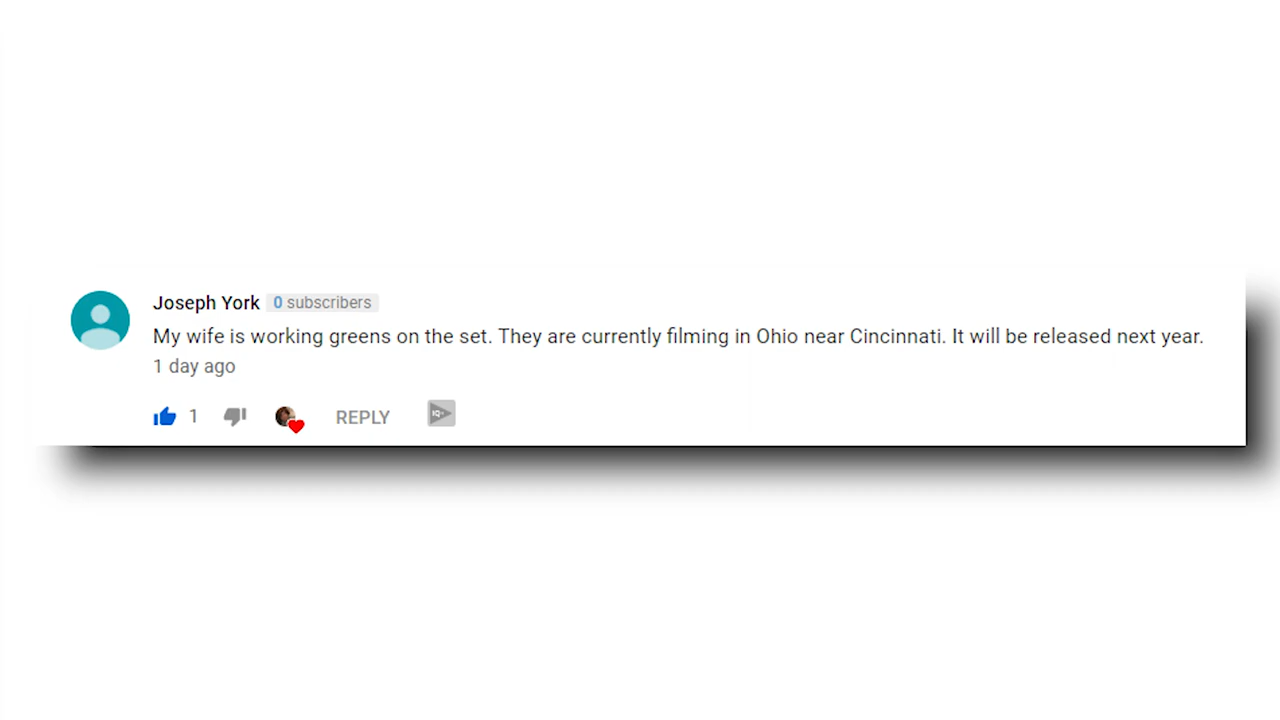 Joseph York 0 subscribers
My wife is working greens on the set. They are currently filming in Ohio near Cincinnati. It will be released next year.
1 day ago
1 REPLY IQ+